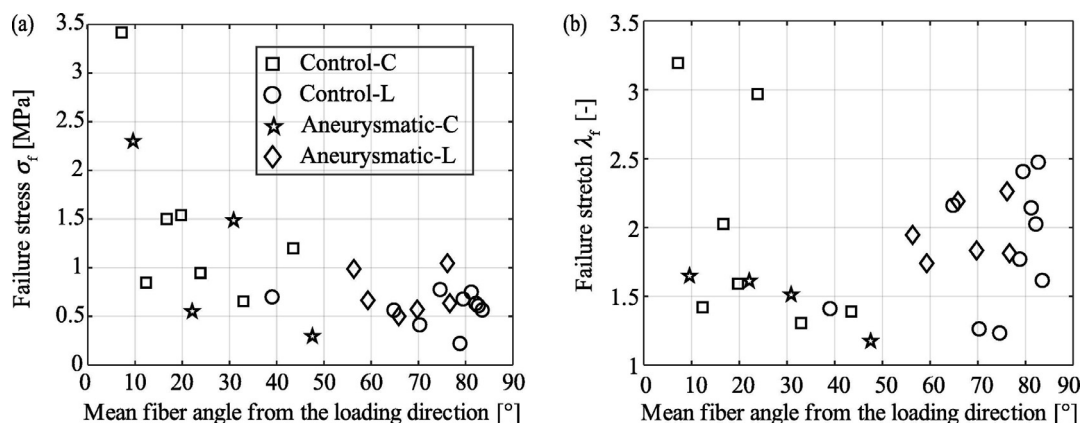 (a)
3.5
3
2.5
2
1.5
1
0.5
0
Failure stress σf [MPa]
Control-C
Control-L
Aneurysmatic-C
Aneurysmatic-L
0 10 20 30 40 50 60 70 80 90
Mean fiber angle from the loading direction [°]
(b)
3.5
3
2.5
2
1.5
1
Failure stretch λf [-]
0 10 20 30 40 50 60 70 80 90
Mean fiber angle from the loading direction [°]